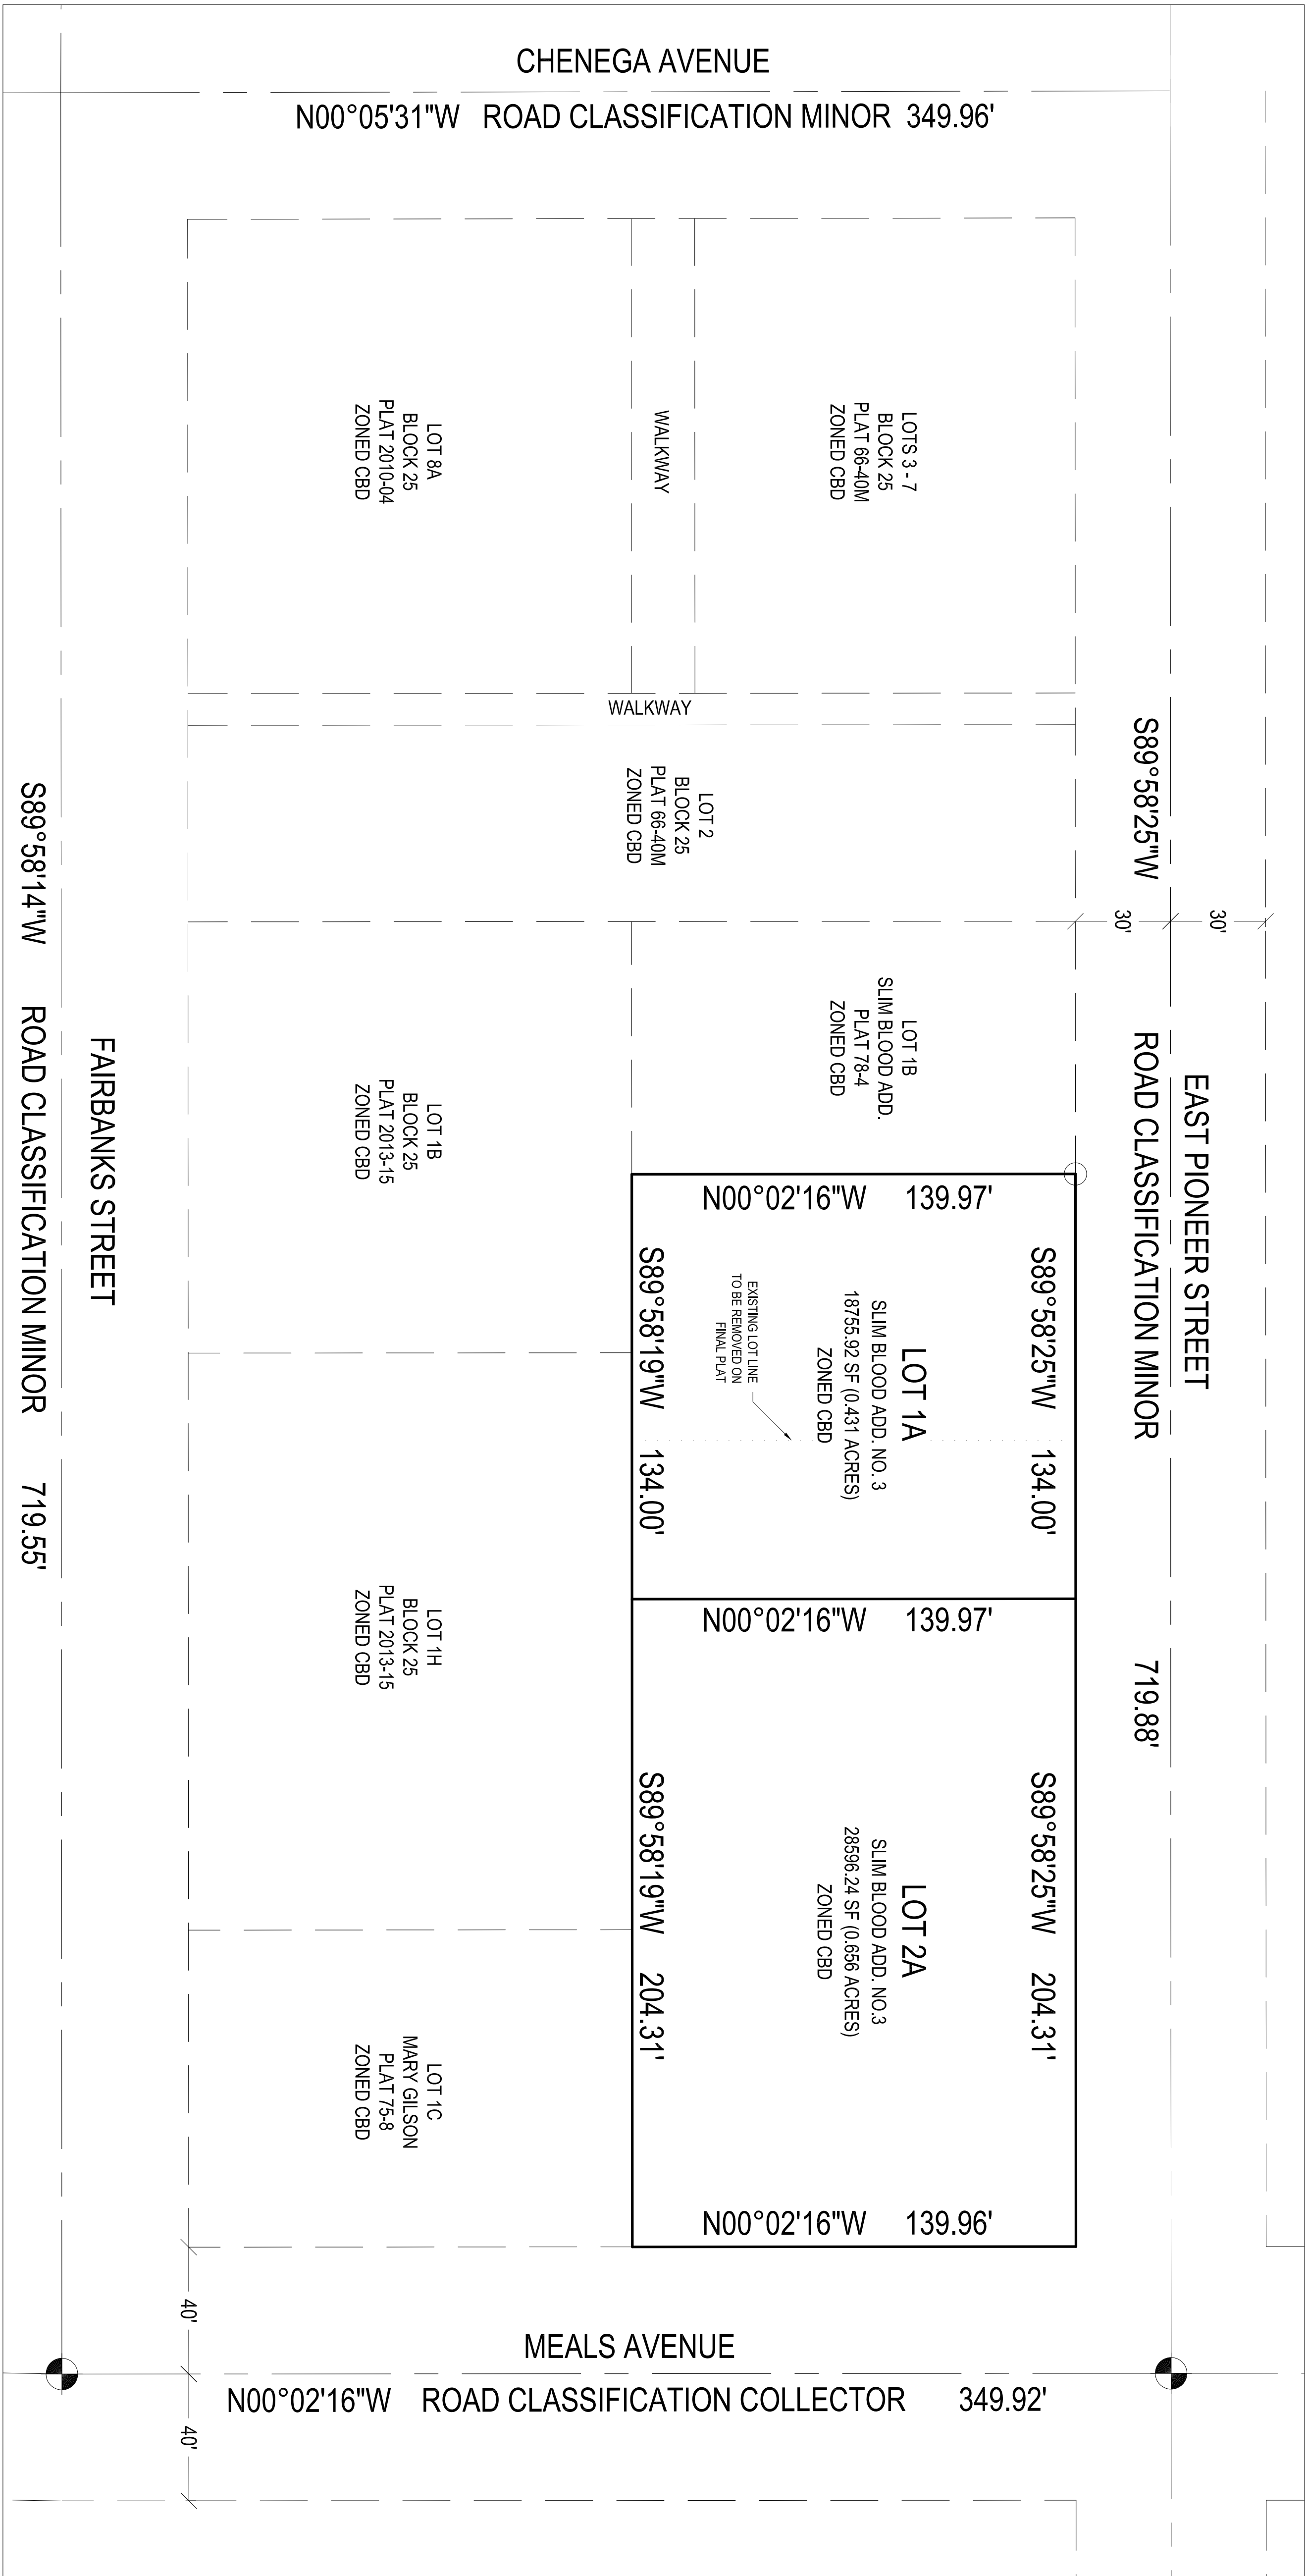 CHENEGA AVENUE
N00°05'31"W ROAD CLASSIFICATION MINOR 349.96'
LOTS 3 - 7
BLOCK 25
PLAT 66-40M
ZONED CBD
WALKWAY
LOT 8A
BLOCK 25
PLAT 2010-04
ZONED CBD
WALKWAY
LOT 2
BLOCK 25
PLAT 66-40M
ZONED CBD
30'
30'
EAST PIONEER STREET
S89°58'25"W ROAD CLASSIFICATION MINOR 719.88'
LOT 1B
SLIM BLOOD ADD.
PLAT 78-4
ZONED CBD
LOT 1B
BLOCK 25
PLAT 2013-15
ZONED CBD
N00°02'16"W 139.97'
S89°58'25"W 134.00'
LOT 1A
SLIM BLOOD ADD. NO. 3
18755.92 SF (0.431 ACRES)
ZONED CBD
EXISTING LOT LINE
TO BE REMOVED ON
FINAL PLAT
S89°58'19"W 134.00'
N00°02'16"W 139.97'
S89°58'25"W 204.31'
LOT 2A
SLIM BLOOD ADD. NO.3
28596.24 SF (0.656 ACRES)
ZONED CBD
S89°58'19"W 204.31'
N00°02'16"W 139.96'
LOT 1H
BLOCK 25
PLAT 2013-15
ZONED CBD
LOT 1C
MARY GILSON
PLAT 75-8
ZONED CBD
FAIRBANKS STREET
S89°58'14"W ROAD CLASSIFICATION MINOR 719.55'
40'
40'
MEALS AVENUE
N00°02'16"W ROAD CLASSIFICATION COLLECTOR 349.92'